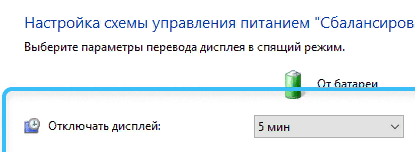 Настройка схемы управления питанием "Сбалансиров
Выберите параметры перевода дисплея в спящий режим.
От батареи
Отключать дисплей:
5 мин